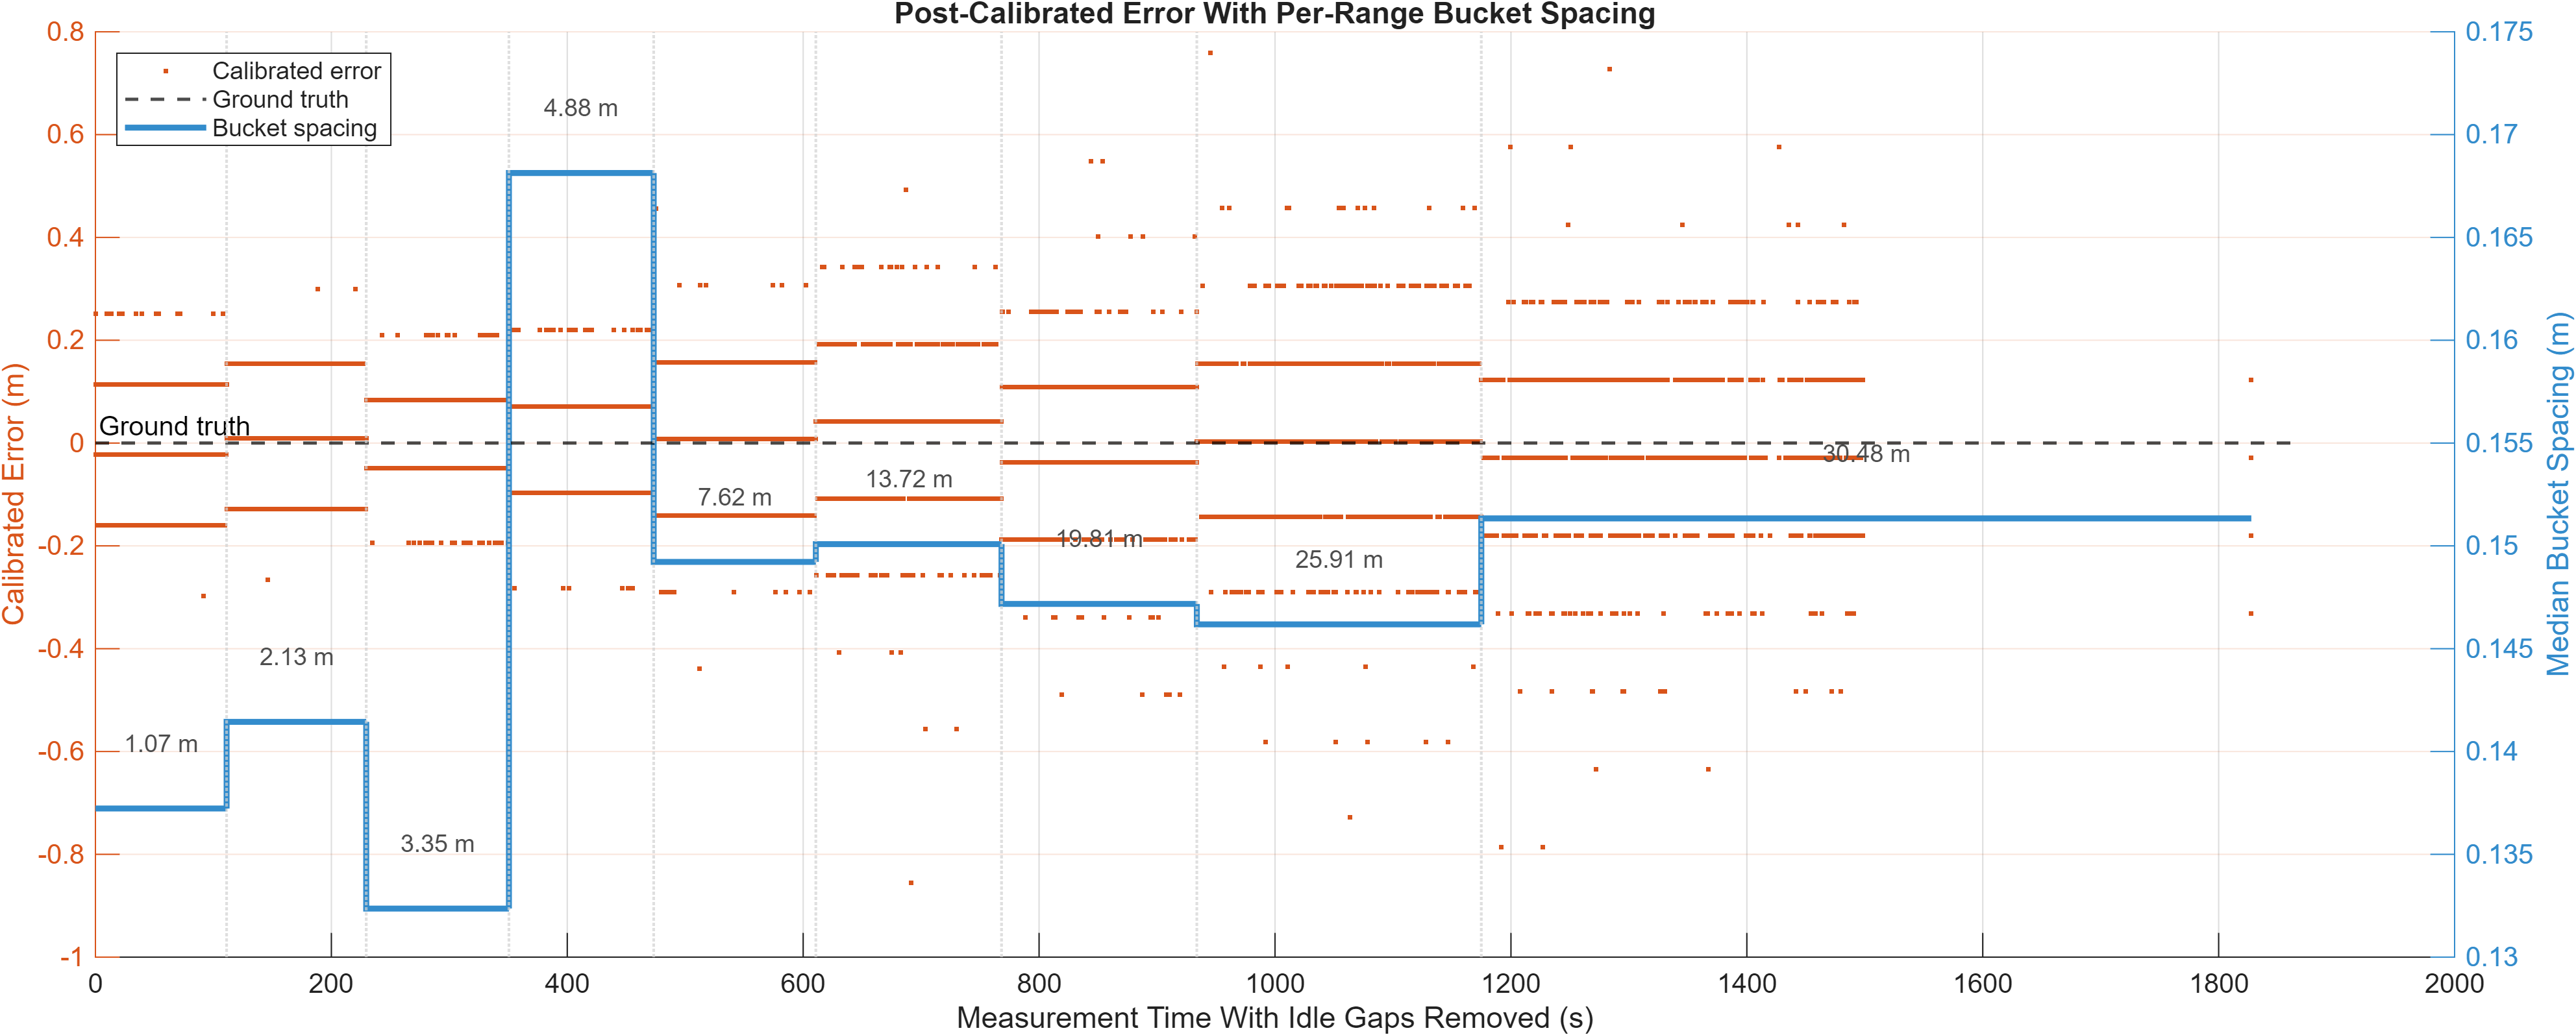 Post-Calibrated Error With Per-Range Bucket Spacing
Calibrated error
Ground truth
Bucket spacing
0.8
0.6
0.4
0.2
0
-0.2
-0.4
-0.6
-0.8
-1
Calibrated Error (m)
Ground truth
1.07 m
2.13 m
3.35 m
4.88 m
7.62 m
13.72 m
19.81 m
25.91 m
30.48 m
0.175
0.17
0.165
0.16
0.155
0.15
0.145
0.14
0.135
0.13
Median Bucket Spacing (m)
0
200
400
600
800
1000
1200
1400
1600
1800
2000
Measurement Time With Idle Gaps Removed (s)